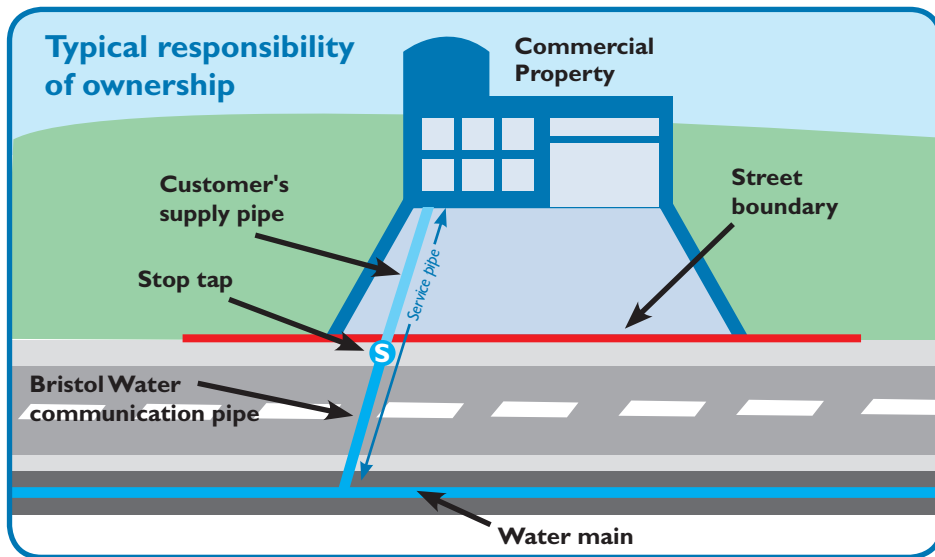 Typical responsibility
of ownership
Commercial
Property
Customer's
supply pipe
Street
boundary
Stop tap
Service pipe
S
Bristol Water
communication pipe
Water main